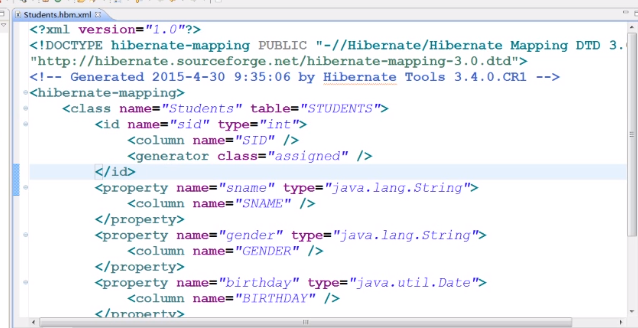 Students.hbm.xml
<?xml version="1.0"?>
<!DOCTYPE hibernate-mapping PUBLIC "-//Hibernate/Hibernate Mapping DTD 3.
"http://hibernate.sourceforge.net/hibernate-mapping-3.0.dtd">
<!-- Generated 2015-4-30 9:35:06 by Hibernate Tools 3.4.0.CR1 -->
<hibernate-mapping>
<class name="Students" table="STUDENTS">
<id name="sid" type="int">
<column name="SID" />
<generator class="assigned" />
</id>
<property name="sname" type="java.lang.String">
<column name="SNAME" />
</property>
<property name="gender" type="java.lang.String">
<column name="GENDER" />
</property>
<property name="birthday" type="java.util.Date">
<column name="BIRTHDAY" />
</property>